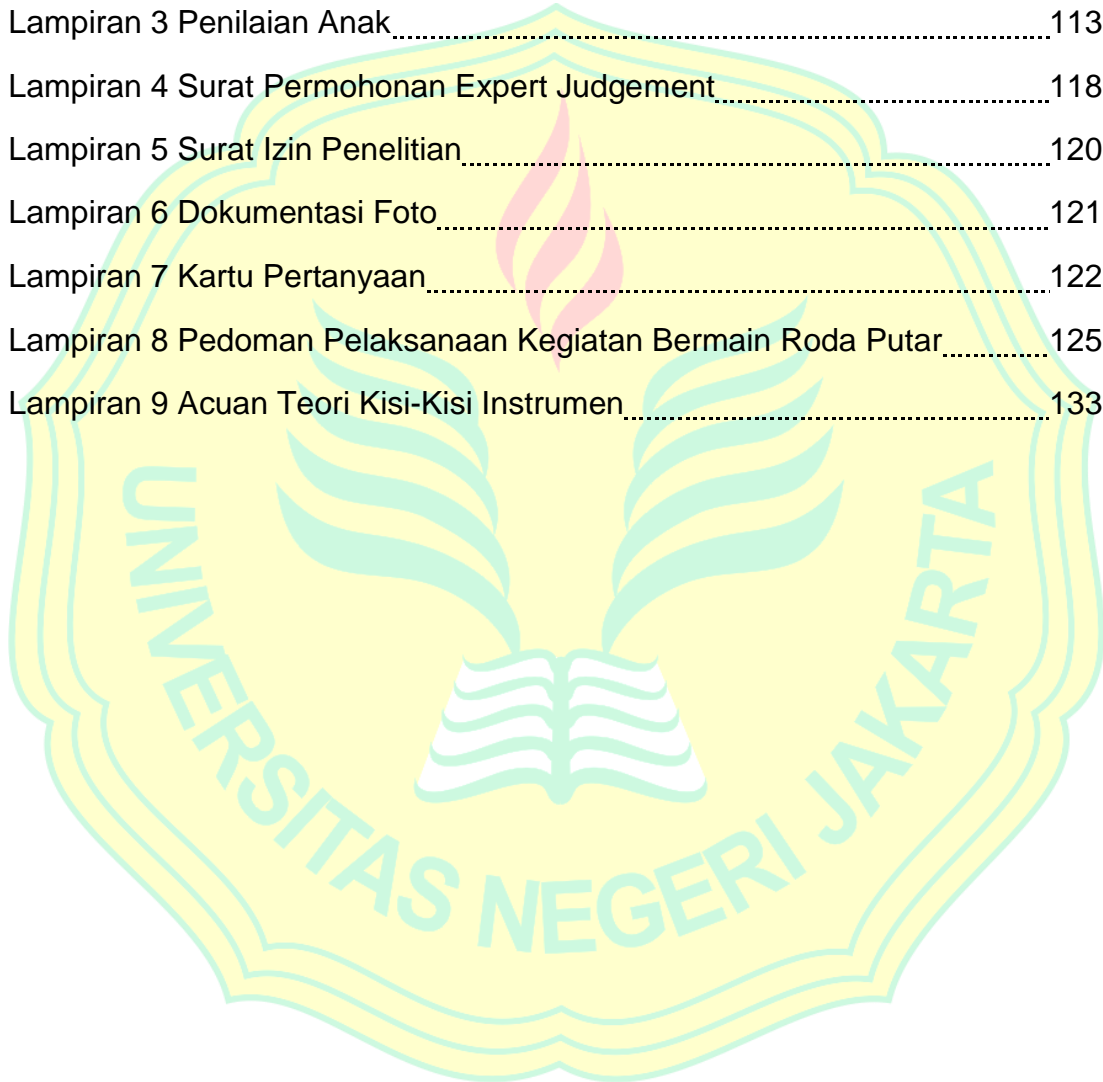 Lampiran 3 Penilaian Anak 113
Lampiran 4 Surat Permohonan Expert Judgement 118
Lampiran 5 Surat Izin Penelitian 120
Lampiran 6 Dokumentasi Foto 121
Lampiran 7 Kartu Pertanyaan 122
Lampiran 8 Pedoman Pelaksanaan Kegiatan Bermain Roda Putar 125
Lampiran 9 Acuan Teori Kisi-Kisi Instrumen 133
UNIVERSITAS NEGERI JAKARTA